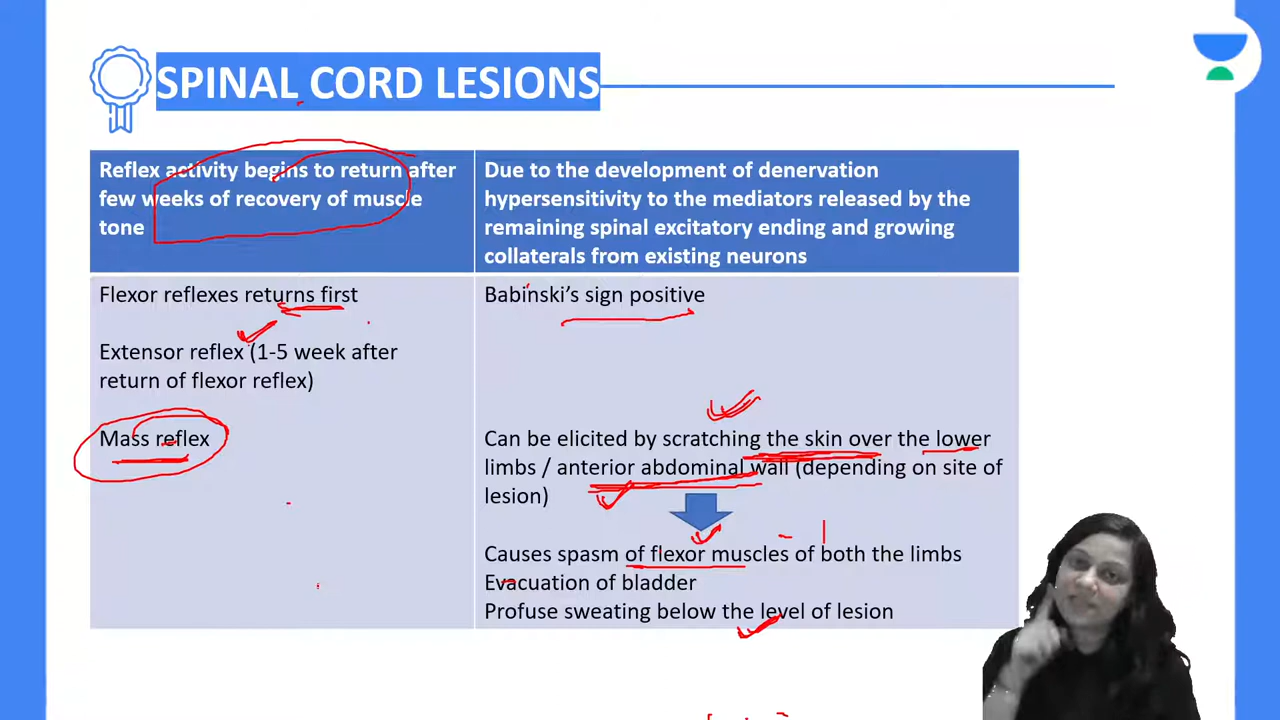 SPINAL CORD LESIONS
Reflex activity begins to return after
few weeks of recovery of muscle
tone
Due to the development of denervation
hypersensitivity to the mediators released by the
remaining spinal excitatory ending and growing
collaterals from existing neurons
Flexor reflexes returns first
Babinski's sign positive
Extensor reflex (1-5 week after
return of flexor reflex)
Mass reflex
Can be elicited by scratching the skin over the lower
limbs / anterior abdominal wall (depending on site of
lesion)
Causes spasm of flexor muscles of both the limbs
Evacuation of bladder
Profuse sweating below the level of lesion